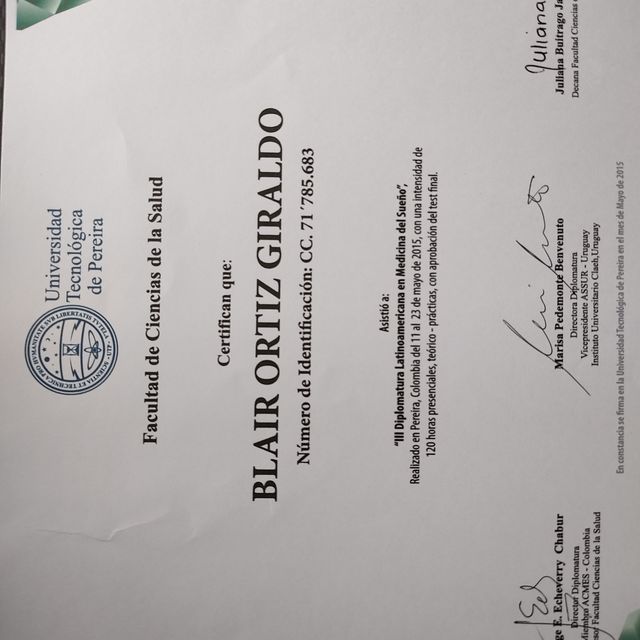 Universidad
Tecnológica
de Pereira
Facultad de Ciencias de la Salud
Certifican que:
BLAIR ORTIZ GIRALDO
Número de Identificación: CC. 71´785.683
Asistió a:
"III Diplomatura Latinoamericana en Medicina del Sueño",
Realizado en Pereira, Colombia del 11 al 23 de mayo de 2015, con una intensidad de
120 horas presenciales, teórico - prácticas, con aprobación del test final.
ge E. Echeverry Chabur
Director Diplomatura
Miembro ACMES - Colombia
sor Facultad Ciencias de la Salud
Marisa Pedemonte Benvenuto
Directora Diplomatura
Vicepresidente ASSUR - Uruguay
Instituto Universitario Claeh,Uruguay
Juliana
Juliana Buitrago Ja
Decana Facultad Ciencias
En constancia se firma en la Universidad Tecnológica de Pereira en el mes de Mayo de 2015